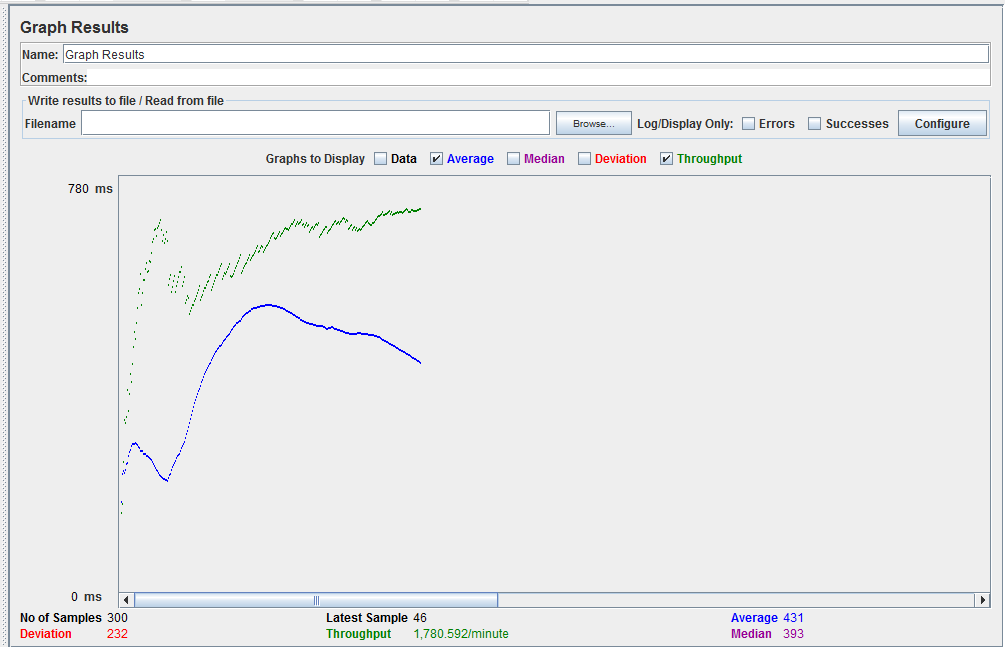 Graph Results
Name: Graph Results
Comments:
Write results to file / Read from file
Filename Browse... Log/Display Only: Errors Successes Configure
Graphs to Display Data Average Median Deviation Throughput
780 ms
0 ms
No of Samples 300 Latest Sample 46 Average 431
Deviation 232 Throughput 1,780.592/minute Median 393